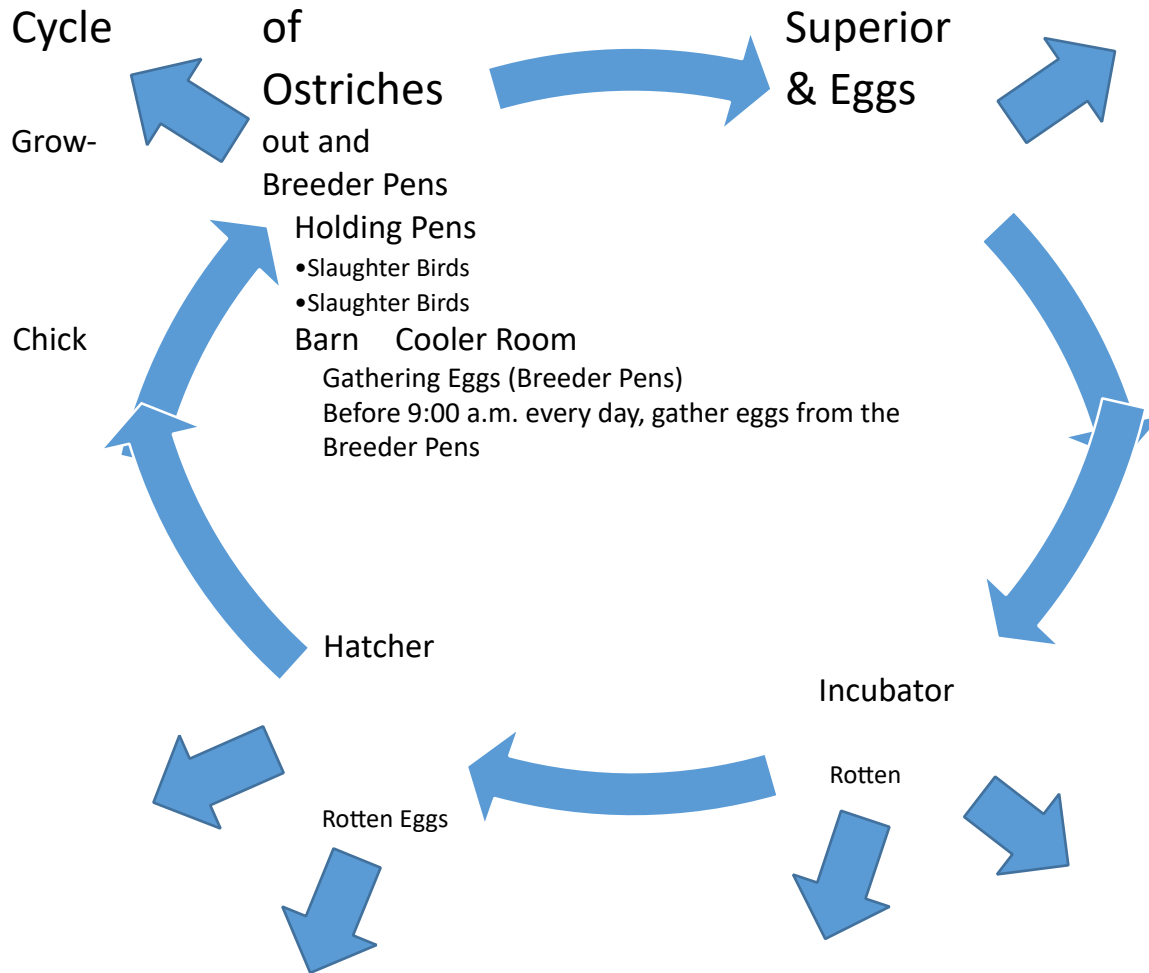 Cycle of Superior
Ostriches & Eggs
Grow- out and
Breeder Pens
Holding Pens
•Slaughter Birds
•Slaughter Birds
Chick Barn Cooler Room
Gathering Eggs (Breeder Pens)
Before 9:00 a.m. every day, gather eggs from the
Breeder Pens
Hatcher
Incubator
Rotten
Rotten Eggs